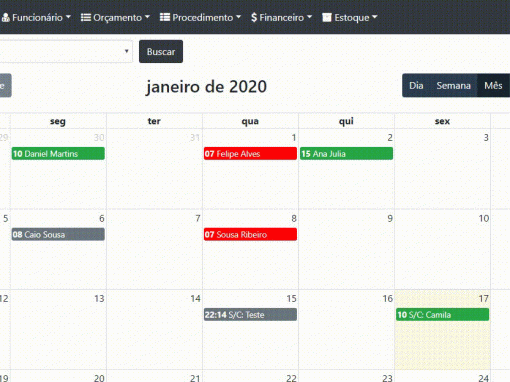 Funcionário Orçamento Procedimento $ Financeiro Estoque
Buscar
e janeiro de 2020 Dia Semana Mês
seg ter qua qui sex
29 30 31 1 2 3
10 Daniel Martins 07 Felipe Alves 15 Ana Julia
5 6 7 8 9 10
08 Caio Sousa 07 Sousa Ribeiro
12 13 14 15 16 17
22:14 S/C: Teste 10 S/C: Camila
19 20 21 22 23 24